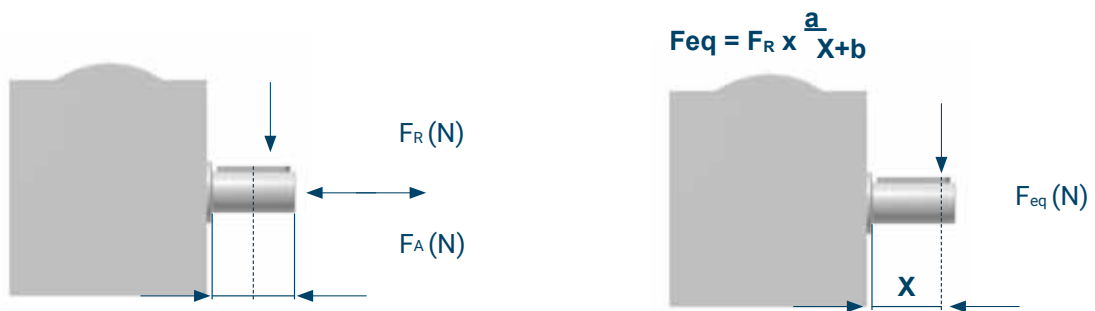 Feq = FR x a
X+b
FR (N)
FA (N)
Feq (N)
X